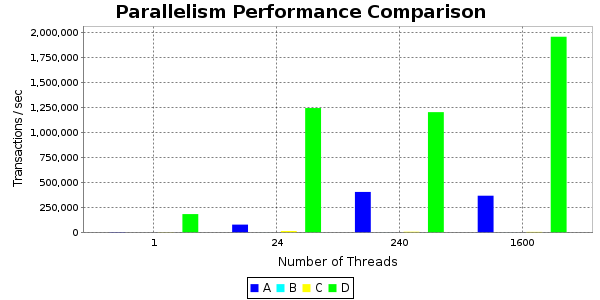 Parallelism Performance Comparison
Transactions / sec
2,000,000
1,750,000
1,500,000
1,250,000
1,000,000
750,000
500,000
250,000
0
1 24 240 1600
Number of Threads
A B C D